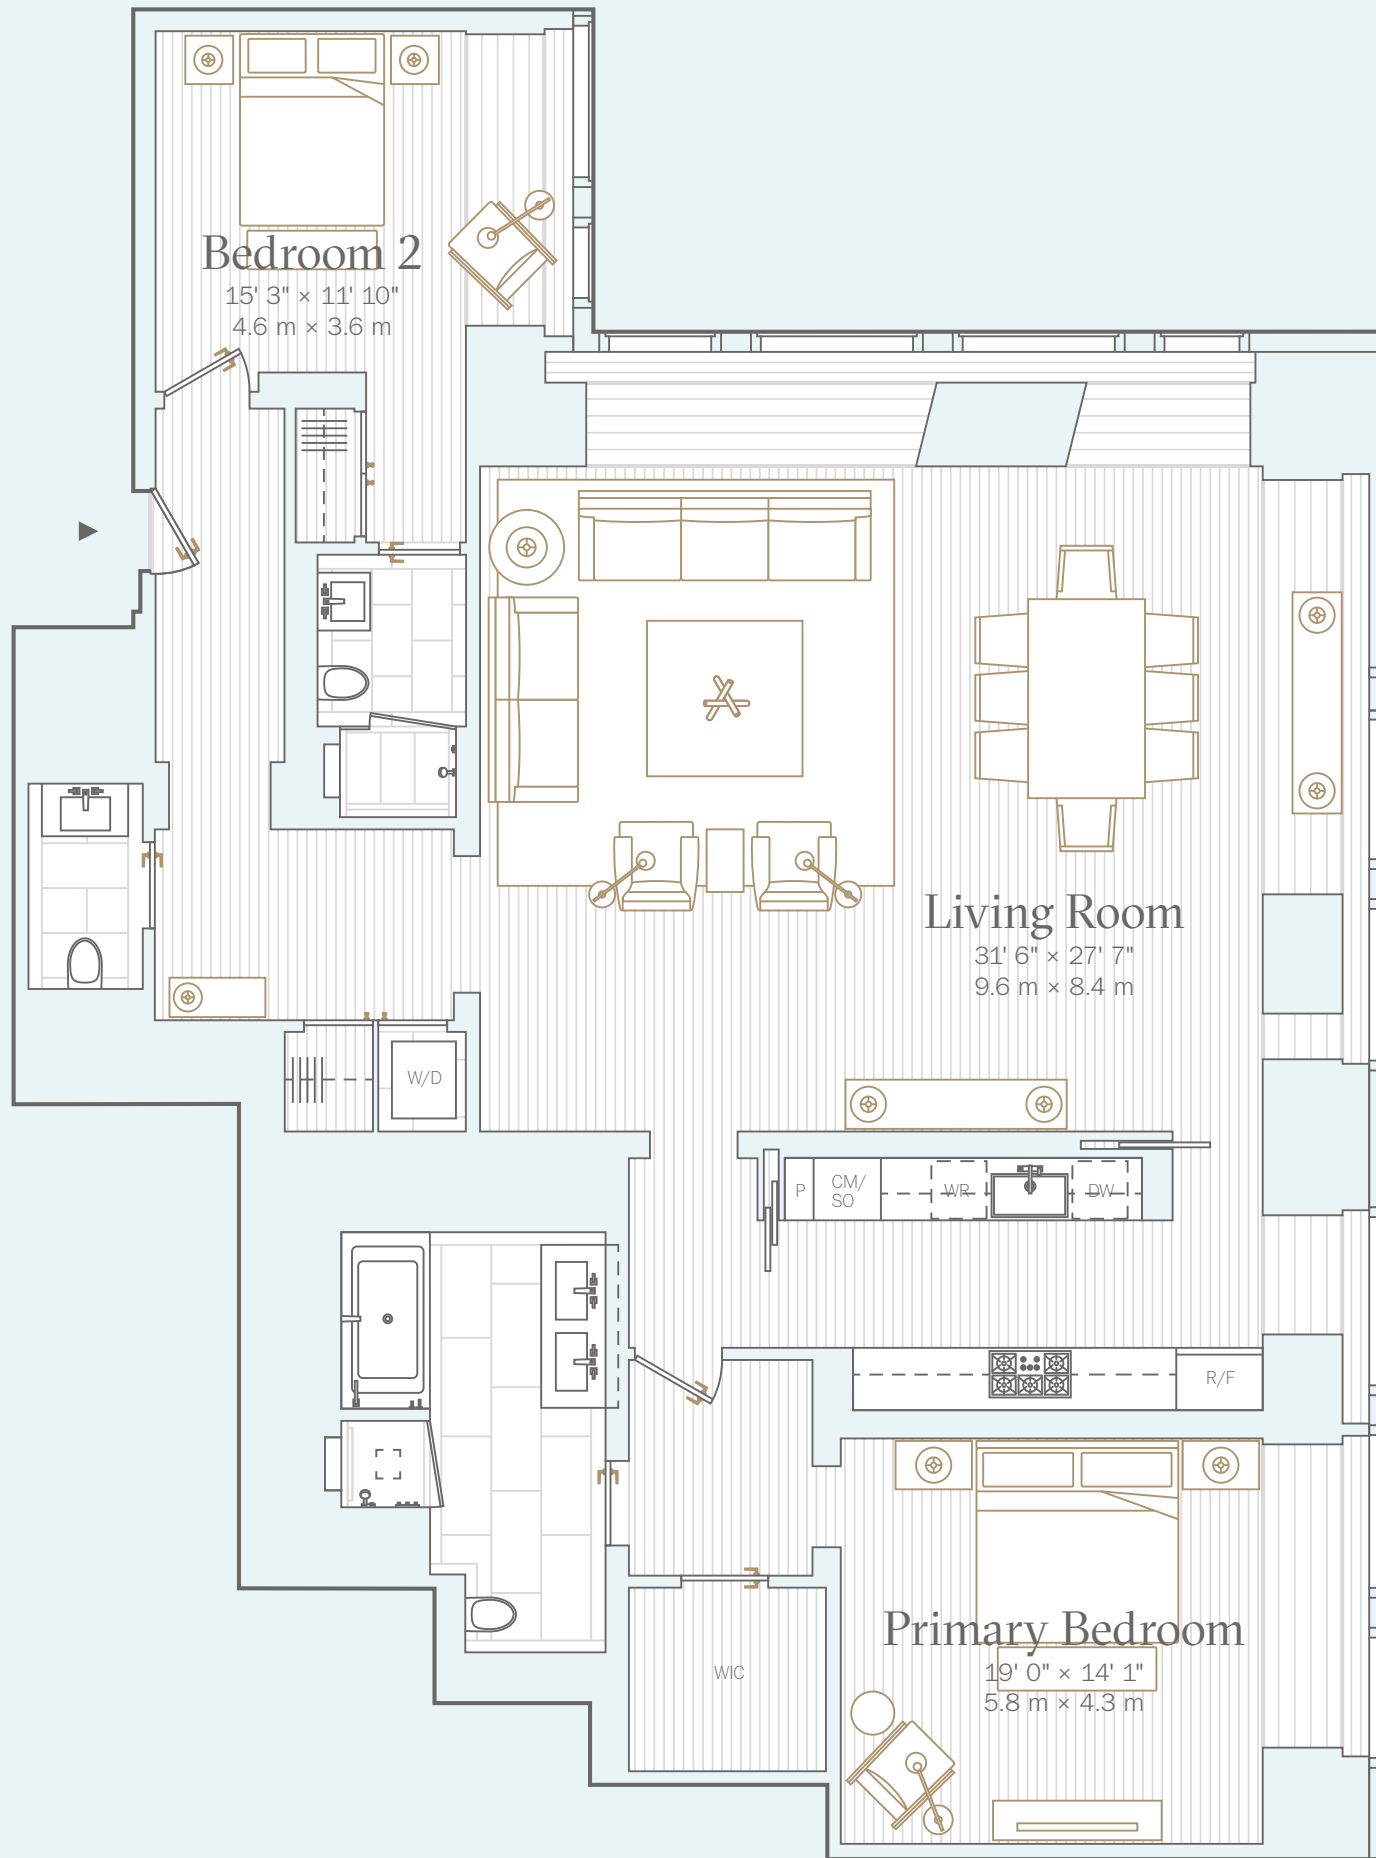 Bedroom 2
15' 3" × 11' 10"
4.6 m × 3.6 m
Living Room
31' 6" × 27' 7"
9.6 m × 8.4 m
W/D
P
CM/
SO
WR
DW
R/F
Primary Bedroom
19' 0" × 14' 1"
5.8 m × 4.3 m
WIC